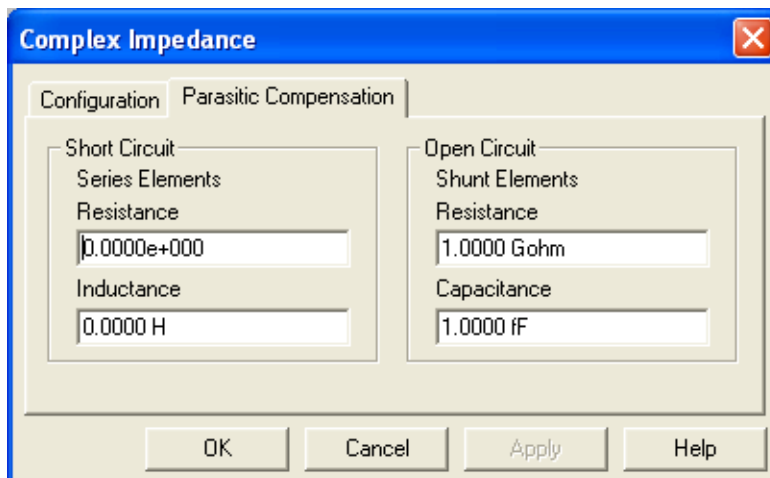 Complex Impedance
Configuration
Parasitic Compensation
Short Circuit
Series Elements
Resistance
0.0000e+000
Inductance
0.0000 H
Open Circuit
Shunt Elements
Resistance
1.0000 Gohm
Capacitance
1.0000 fF
OK
Cancel
Apply
Help